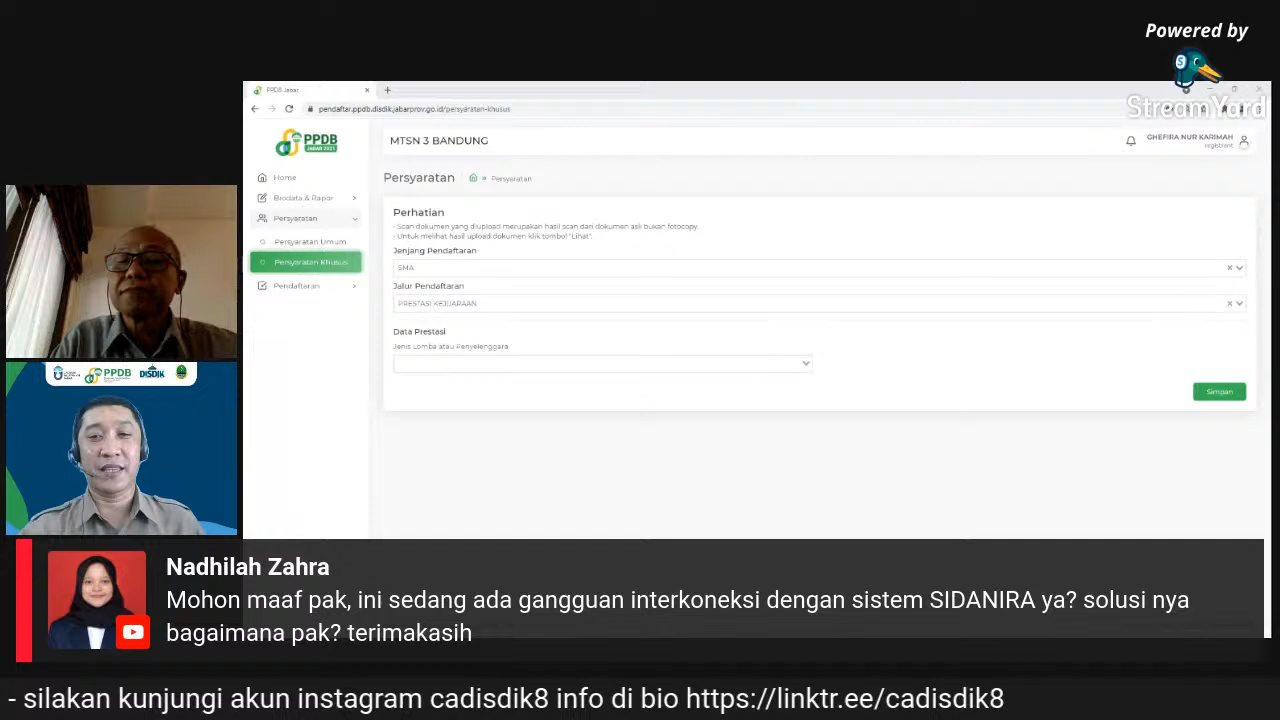 Powered by
StreamYard
PPDB Jabar
pendaftar.ppdb.disdik.jabarprov.go.id/persyaratan-khusus
PPDB
JABAR 2021
MTSN 3 BANDUNG
GHEFIRA NUR KARIMAH
registrant
Home
Biodata & Rapor
Persyaratan
Persyaratan Umum
Persyaratan Khusus
Pendaftaran
Persyaratan
» Persyaratan
Perhatian
- Scan dokumen yang diupload merupakan hasil scan dari dokumen asli bukan fotocopy.
- Untuk melihat hasil upload dokumen klik tombol "Lihat"
Jenjang Pendaftaran
SMA
Jalur Pendaftaran
PRESTASI KEJUARAAN
Data Prestasi
Jenis Lomba atau Penyelenggara
Simpan
PPDB
DISDIK
Nadhilah Zahra
Mohon maaf pak, ini sedang ada gangguan interkoneksi dengan sistem SIDANIRA ya? solusi nya
bagaimana pak? terimakasih
- silakan kunjungi akun instagram cadisdik8 info di bio https://linktr.ee/cadisdik8